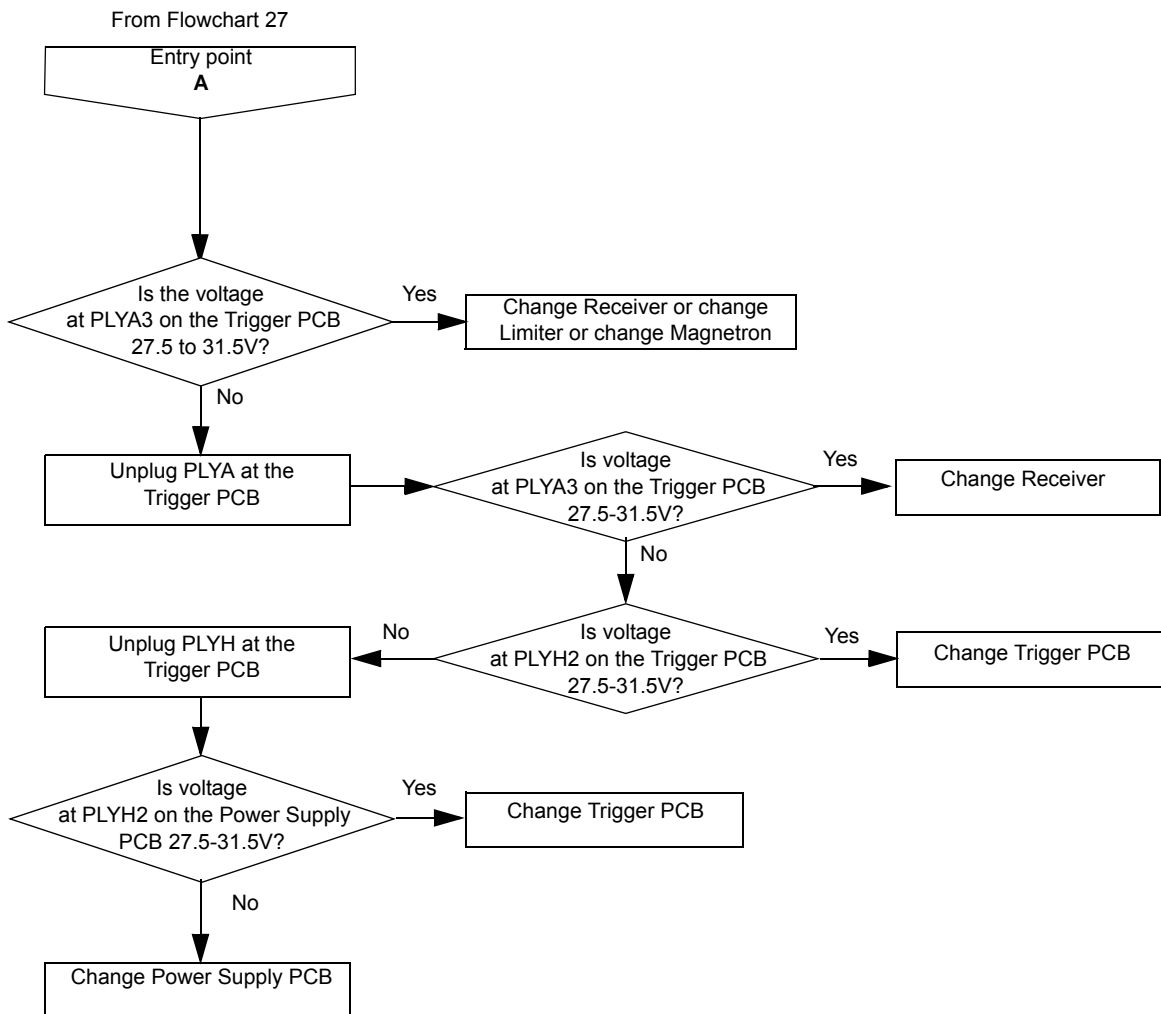 From Flowchart 27
Entry point
A
Is the voltage
at PLYA3 on the Trigger PCB
27.5 to 31.5V?
Yes
Change Receiver or change
Limiter or change Magnetron
No
Unplug PLYA at the
Trigger PCB
Is voltage
at PLYA3 on the Trigger PCB
27.5-31.5V?
Yes
Change Receiver
No
Is voltage
at PLYH2 on the Trigger PCB
27.5-31.5V?
Yes
Change Trigger PCB
No
Unplug PLYH at the
Trigger PCB
Is voltage
at PLYH2 on the Power Supply
PCB 27.5-31.5V?
Yes
Change Trigger PCB
No
Change Power Supply PCB